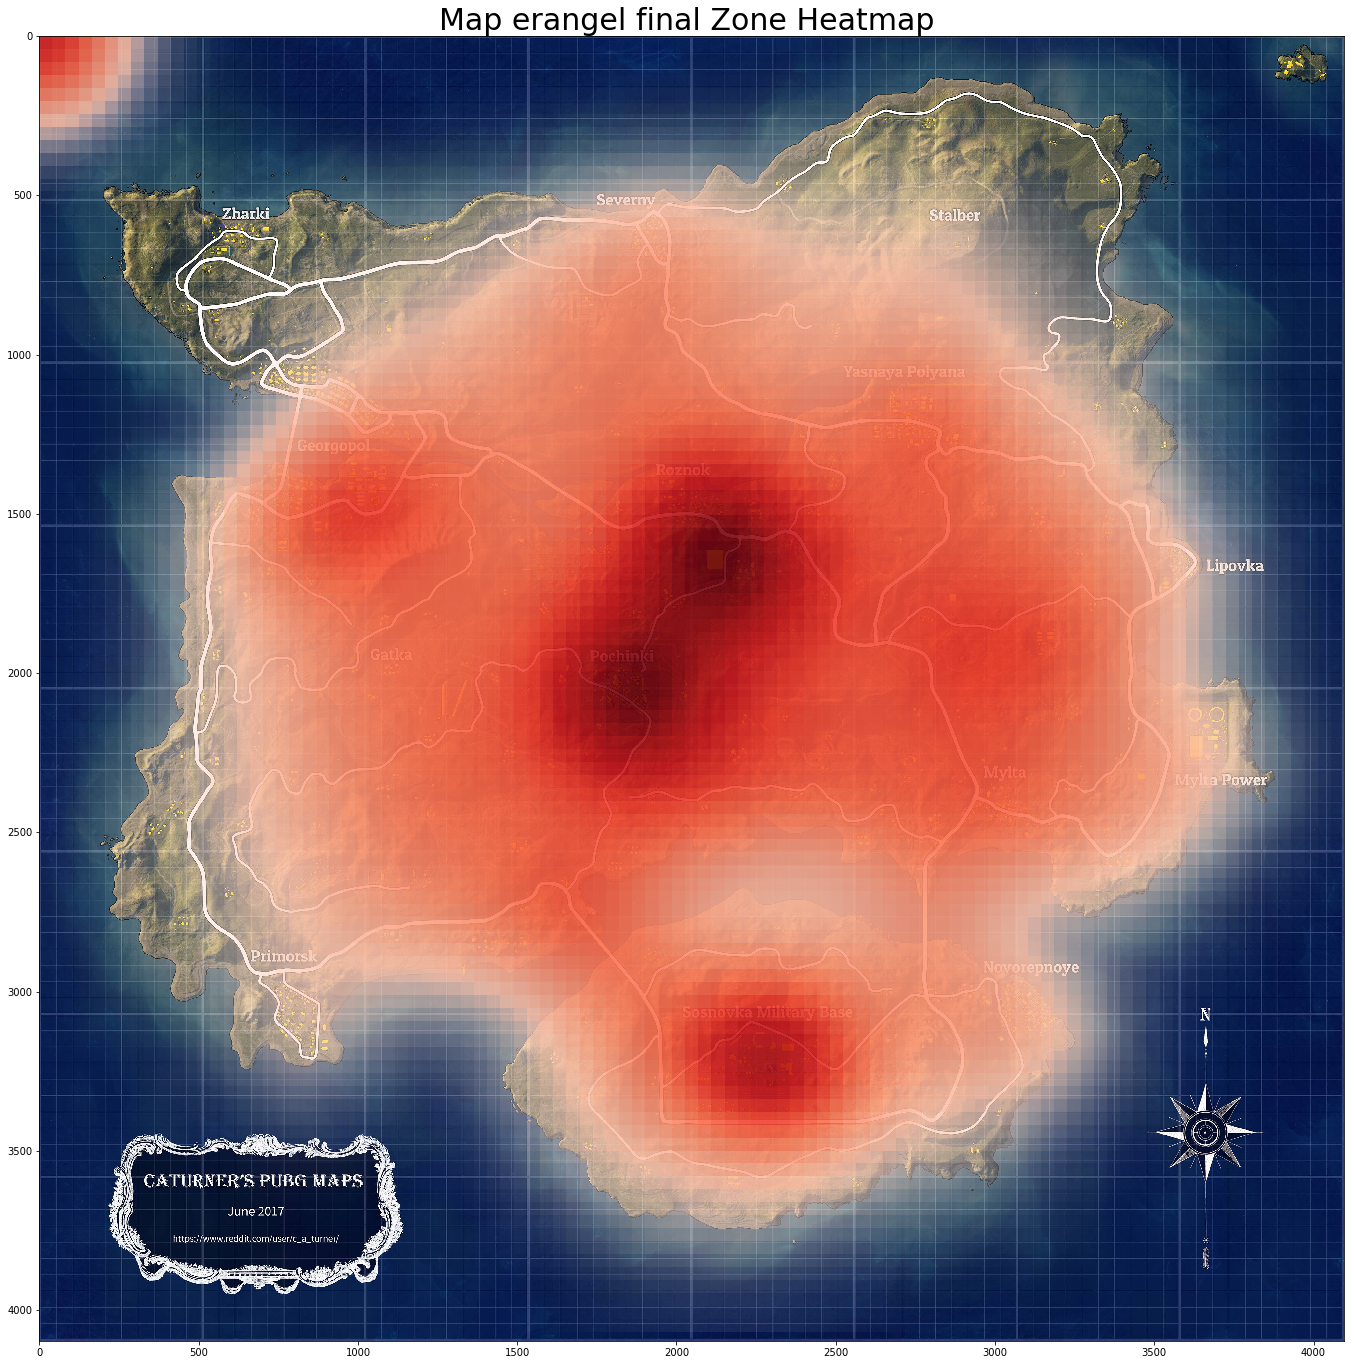 Map erangel final Zone Heatmap
0
500
1000
1500
2000
2500
3000
3500
4000
Zharki
Severny
Stalber
Yasnaya Polyana
Georgopol
Roznok
Lipovka
Gatka
Pochinki
Mylta
Mylta Power
Primorsk
Novorepnoye
Sosnovka Military Base
N
CATURNER'S PUBG MAPS
June 2017
https://www.reddit.com/user/c_a_turner/
0
500
1000
1500
2000
2500
3000
3500
4000